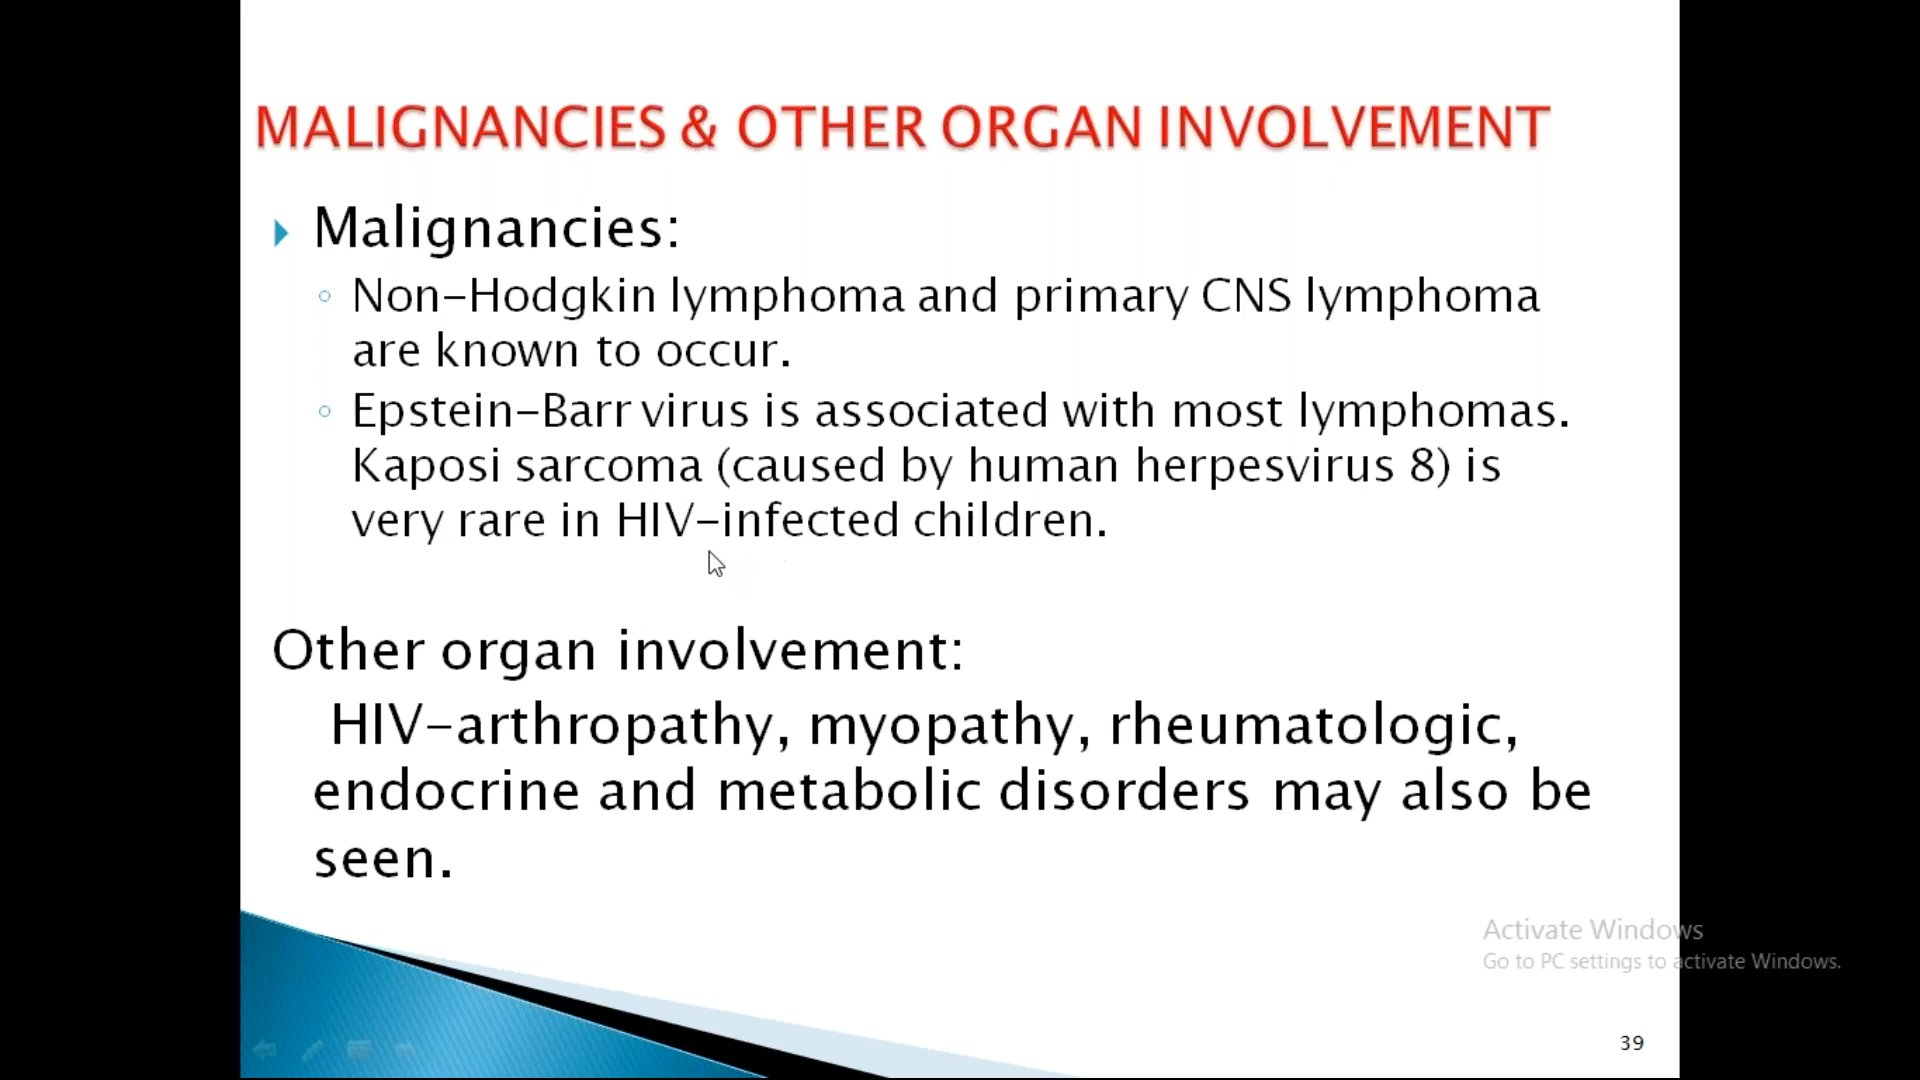 MALIGNANCIES & OTHER ORGAN INVOLVEMENT
Malignancies:
Non-Hodgkin lymphoma and primary CNS lymphoma
are known to occur.
Epstein-Barr virus is associated with most lymphomas.
Kaposi sarcoma (caused by human herpesvirus 8) is
very rare in HIV-infected children.
Other organ involvement:
HIV-arthropathy, myopathy, rheumatologic,
endocrine and metabolic disorders may also be
seen.
Activate Windows
Go to PC settings to activate Windows.
39